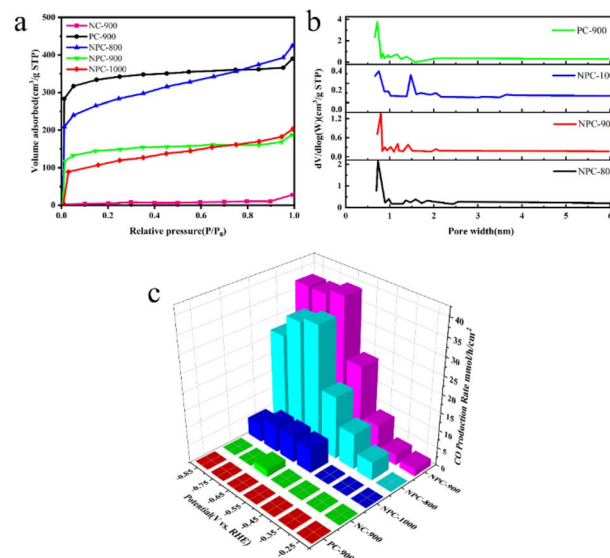 a
NC-900
PC-900
NPC-800
NPC-900
NPC-1000
Volume adsorbed(cm³/g STP)
500
400
300
200
100
0
0.0
0.2
0.4
0.6
0.8
1.0
Relative pressure(P/P₀)
b
dV/dlog(W)(cm³/g STP)
4
2
0
PC-900
0.4
0.2
0.0
NPC-100
1.2
0.6
0.0
NPC-90
2
1
0
NPC-80
0
1
2
3
4
5
6
Pore width(nm)
c
CO Production Rate mmol/h/cm²
40
35
30
25
20
15
10
5
0
-0.85
-0.75
-0.65
-0.55
-0.45
-0.35
-0.25
Potential(V vs. RHE)
NPC-900
NPC-800
NPC-1000
NC-900
PC-900